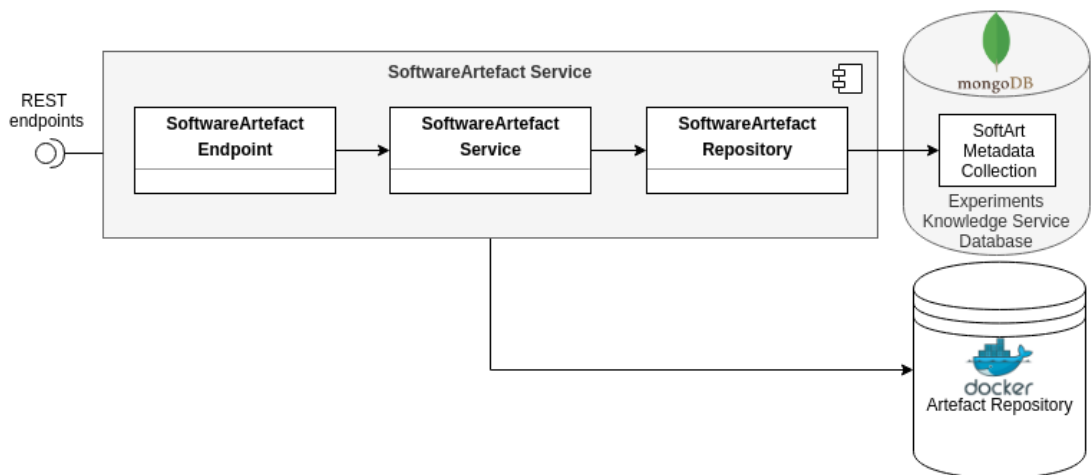 SoftwareArtefact Service
mongoDB
REST
endpoints
SoftwareArtefact
Endpoint
SoftwareArtefact
Service
SoftwareArtefact
Repository
SoftArt
Metadata
Collection
Experiments
Knowledge Service
Database
docker
Artefact Repository